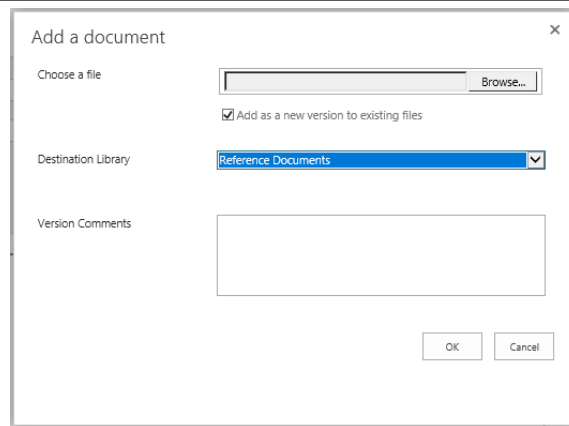 Add a document
Choose a file
Browse...
Add as a new version to existing files
Destination Library
Reference Documents
Version Comments
OK
Cancel